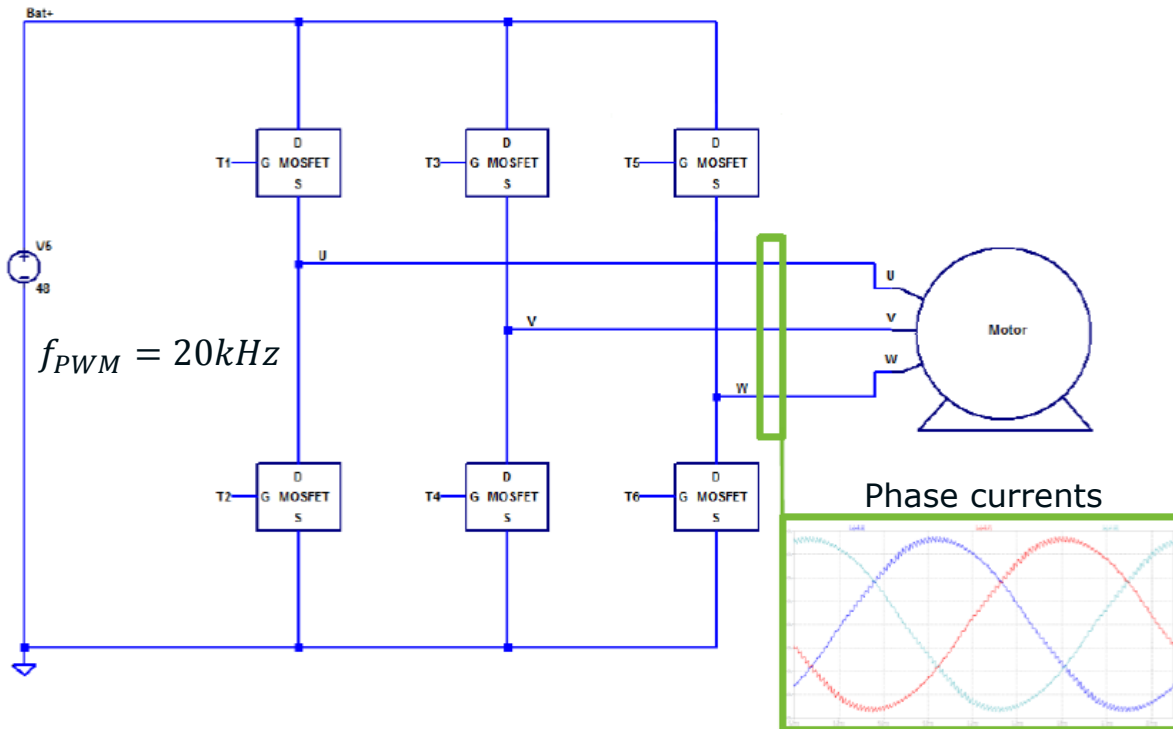 Bat+
D
G MOSFET
S
T1
D
G MOSFET
S
T3
D
G MOSFET
S
T5
V6
48
U
V
W
U
V
W
Motor
f_PWM = 20kHz
D
G MOSFET
S
T2
D
G MOSFET
S
T4
D
G MOSFET
S
T6
Phase currents